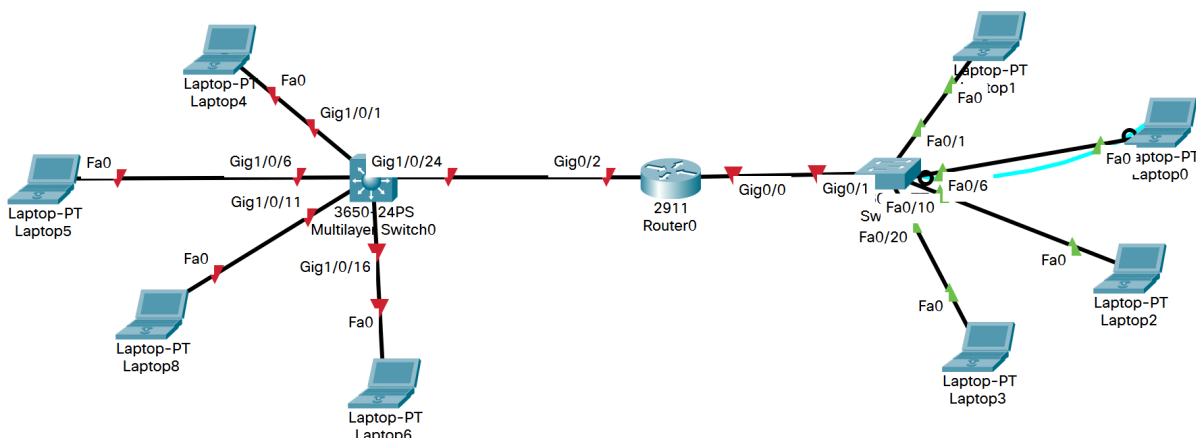 Laptop-PT
Laptop4
Fa0
Gig1/0/1
Fa0
Laptop-PT
Laptop5
Gig1/0/6
Gig1/0/24
Gig1/0/11
3650-24PS
Multilayer Switch0
Fa0
Laptop-PT
Laptop8
Gig1/0/16
Fa0
Laptop-PT
Laptop6
Gig0/2
2911
Router0
Gig0/0
Gig0/1
Laptop-PT
Fa0
Fa0/1
Fa0
Laptop-PT
Laptop0
Fa0/6
Fa0/10
Fa0/20
Fa0
Laptop-PT
Laptop2
Fa0
Laptop-PT
Laptop3